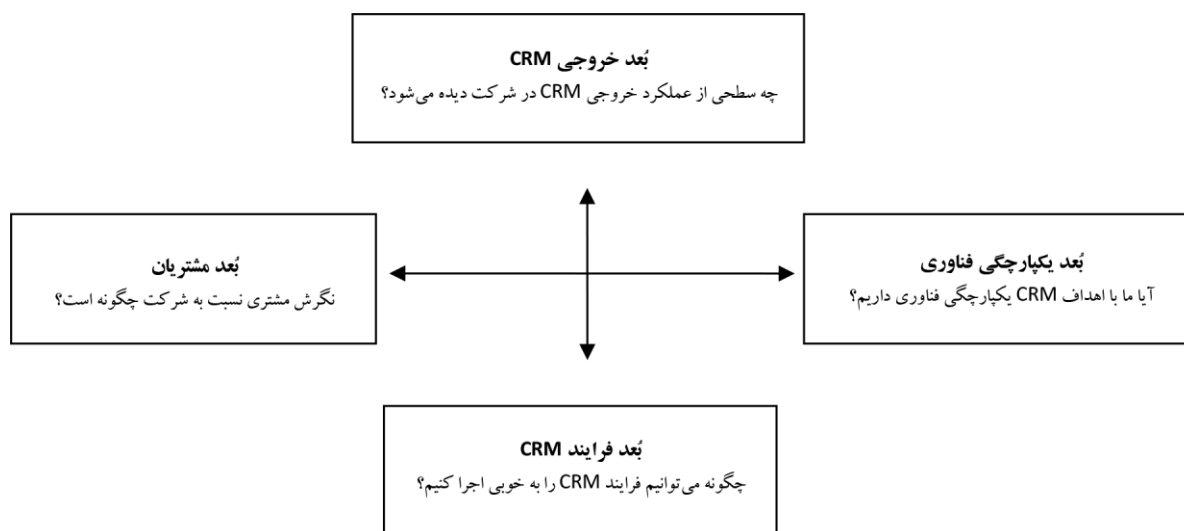 بُعد خروجی CRM
چه سطحی از عملکرد خروجی CRM در شرکت دیده می‌شود؟
بُعد یکپارچگی فناوری
آیا ما با اهداف CRM یکپارچگی فناوری داریم؟
بُعد مشتریان
نگرش مشتری نسبت به شرکت چگونه است؟
بُعد فرایند CRM
چگونه می‌توانیم فرایند CRM را به خوبی اجرا کنیم؟